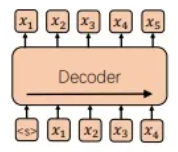 x₁ x₂ x₃ x₄ x₅
Decoder
<s> x₁ x₂ x₃ x₄